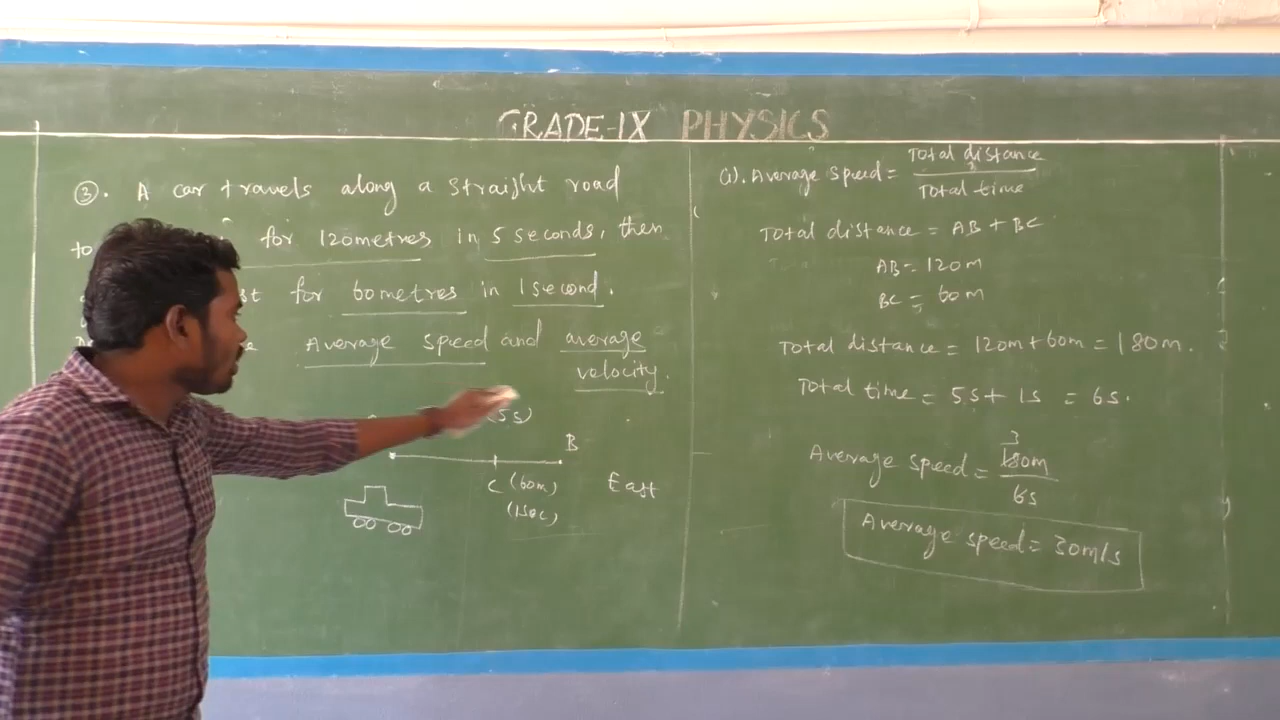 GRADE-IX PHYSICS
③. A car travels along a straight road
to for 120metres in 5 seconds, then
st for 60metres in 1second.
Average speed and average
velocity.
(5s)
B
C (60m) East
(1sec)
(a). Average speed = Total distance
Total time
Total distance = AB + BC
AB = 120m
BC = 60m
Total distance = 120m + 60m = 180m.
Total time = 5s + 1s = 6s.
3
Average speed = 180m
6s
Average speed = 30m/s